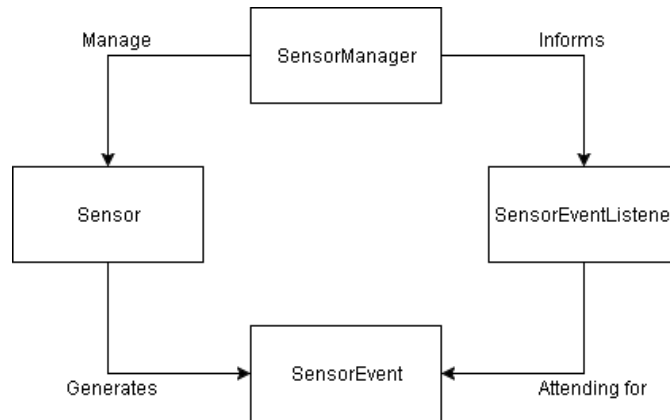 Manage
Informs
SensorManager
Sensor
SensorEventListene
SensorEvent
Generates
Attending for